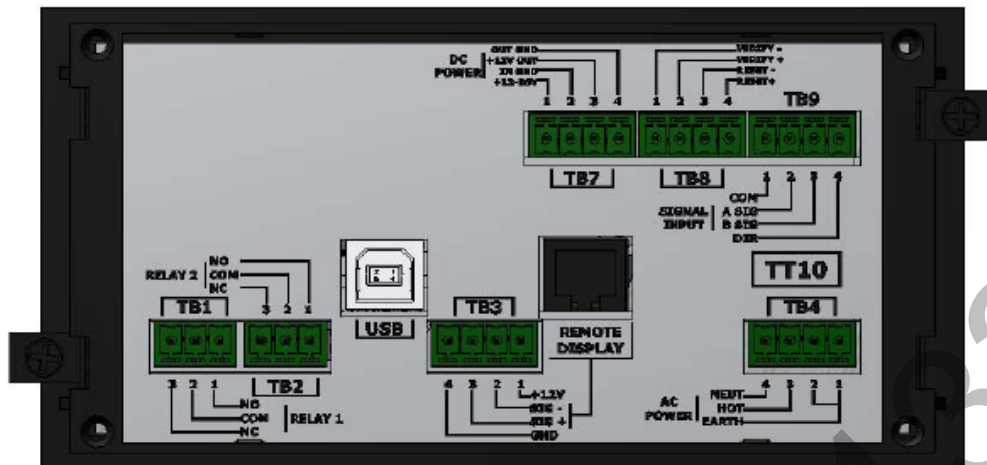 OUT GND
DC +12V OUT
POWER IN GND
1 2 3 4
VERIFY -
VERIFY +
RESET -
RESET+
1 2 3 4
TB9
TB7 TB8
1 2 3 4
COM
SIGNAL A SIG
INPUT B SIG
DIR
TT10
NO
RELAY 2 COM
NC
3 2 1
TB1
USB
TB3
REMOTE
DISPLAY
TB4
TB2
3 2 1
NO
COM RELAY 1
NC
4 3 2 1
+12V
SIG -
SIG +
GND
4 3 2 1
AC NEUT
POWER HOT
EARTH